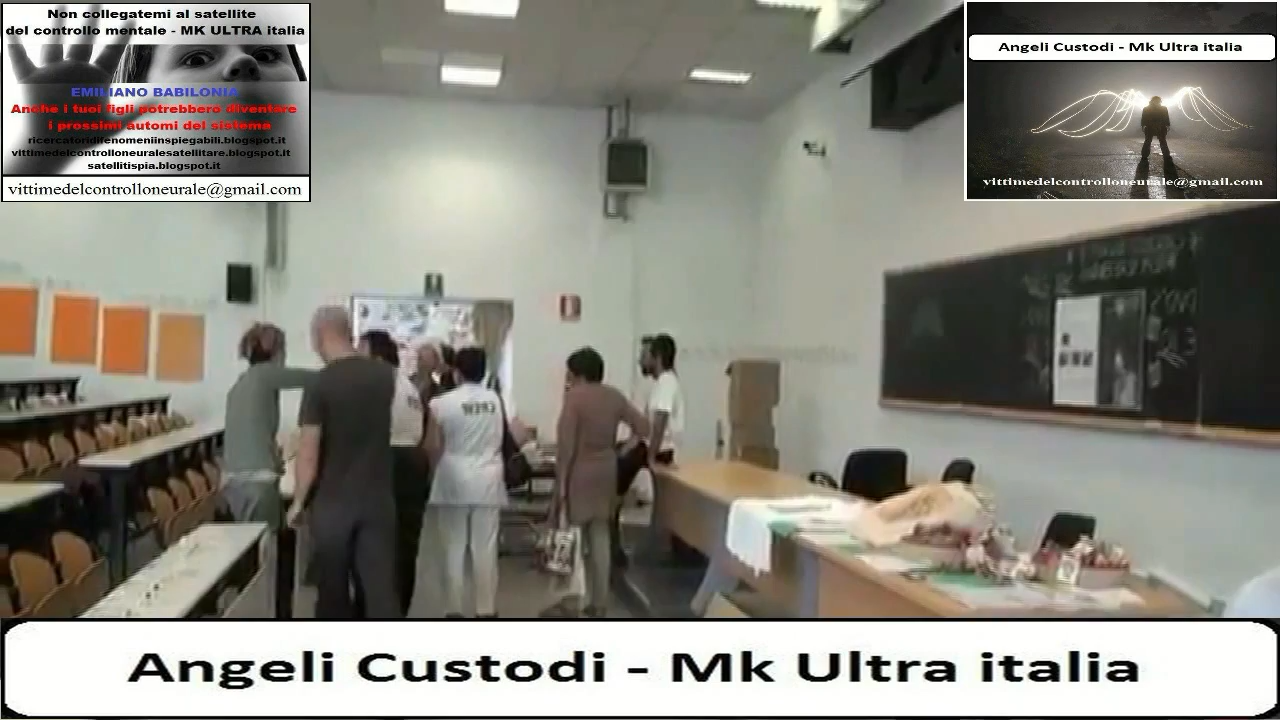 Non collegatemi al satellite
del controllo mentale - MK ULTRA italia
EMILIANO BABILONIA
Anche i tuoi figli potrebbero diventare
i prossimi automi del sistema
ricercatoridifenomeniinspiegabili.blogspot.it
vittimedelcontrolloneuralesatellitare.blogspot.it
satellitispia.blogspot.it
vittimedelcontrolloneurale@gmail.com
Angeli Custodi - Mk Ultra italia
vittimedelcontrolloneurale@gmail.com
Angeli Custodi - Mk Ultra italia